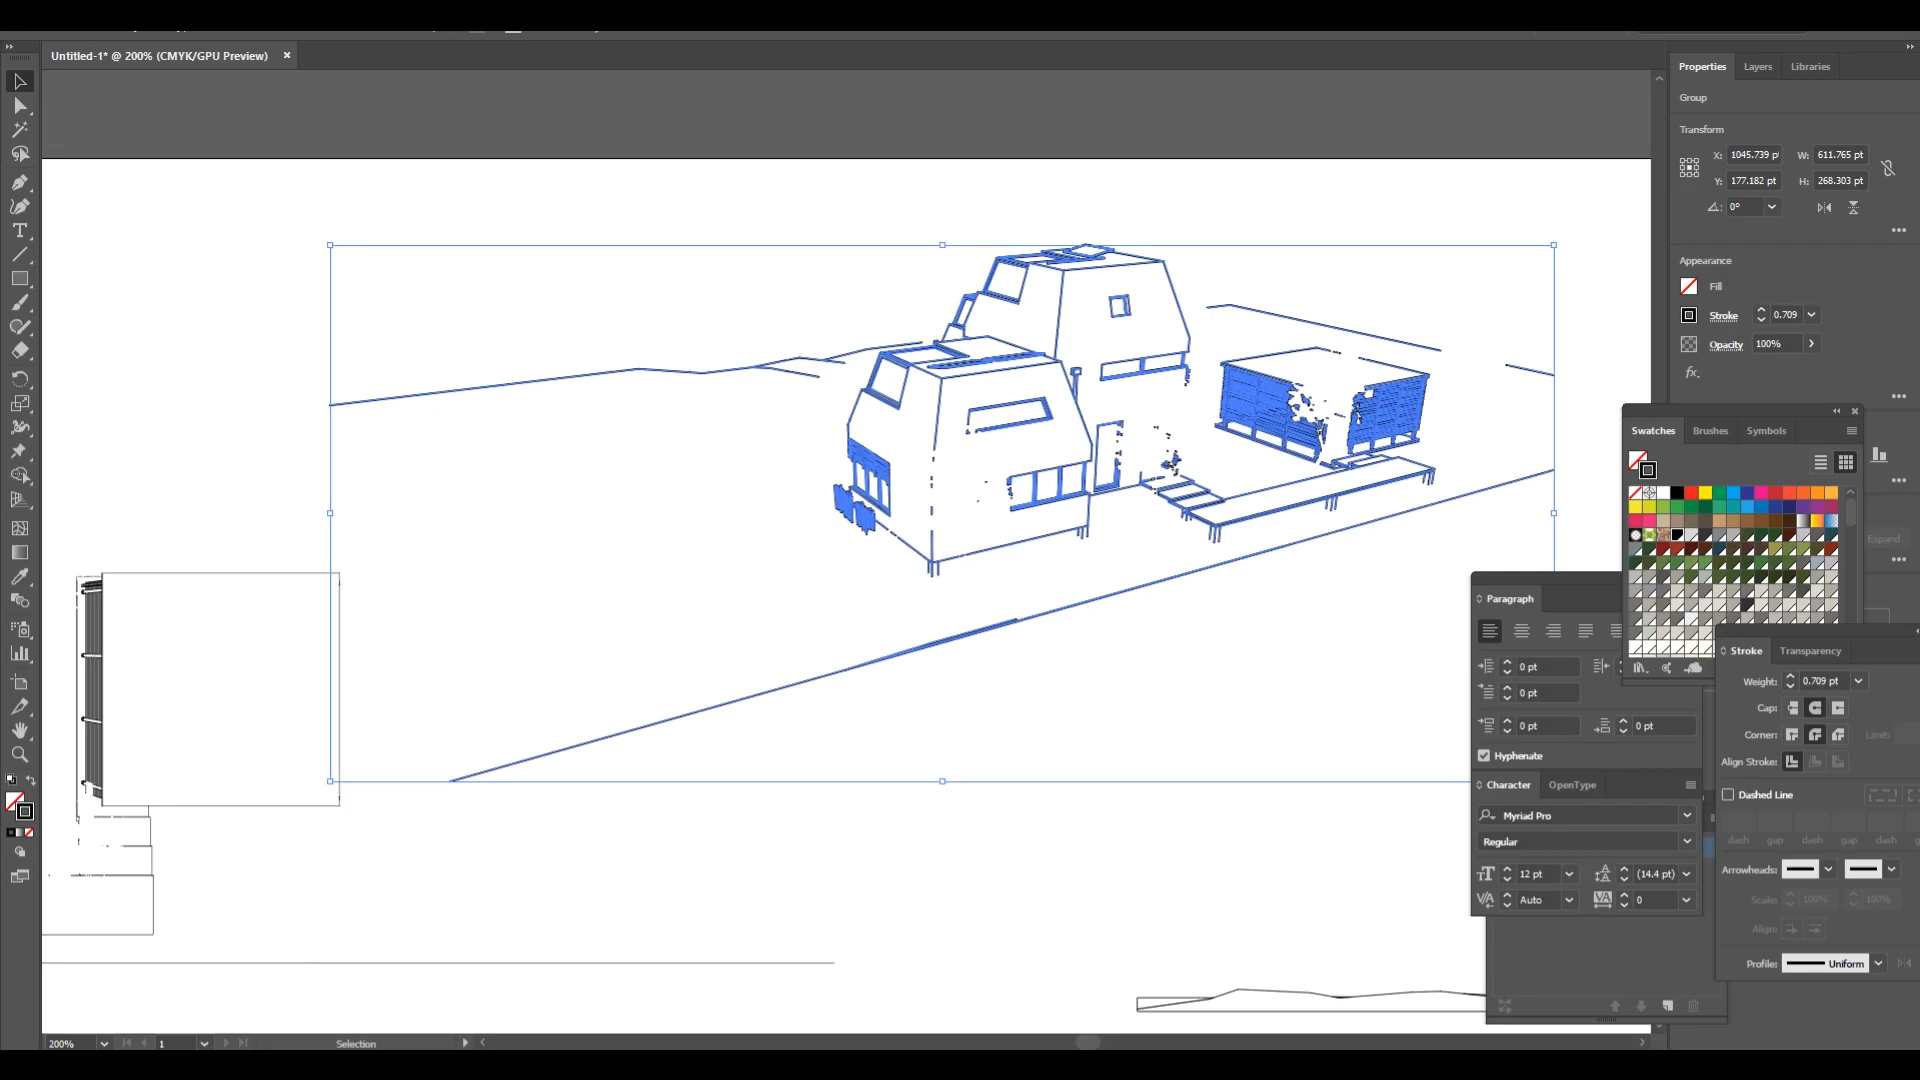 Untitled-1* @ 200% (CMYK/GPU Preview) ×
Properties Layers Libraries
Group
Transform
X: 1045.739 p W: 611.765 pt
Y: 177.182 pt H: 268.303 pt
0°
Appearance
Fill
Stroke 0.709
Opacity 100%
fx.
Swatches Brushes Symbols
Expand
Paragraph
0 pt
0 pt
0 pt 0 pt
Hyphenate
Character OpenType
Myriad Pro
Regular
12 pt (14.4 pt)
Auto 0
Stroke Transparency
Weight: 0.709 pt
Cap:
Corner: Limit:
Align Stroke:
Dashed Line
dash gap dash gap dash
Arrowheads:
Scale: 100% 100%
Align:
Profile: Uniform
200% 1 Selection